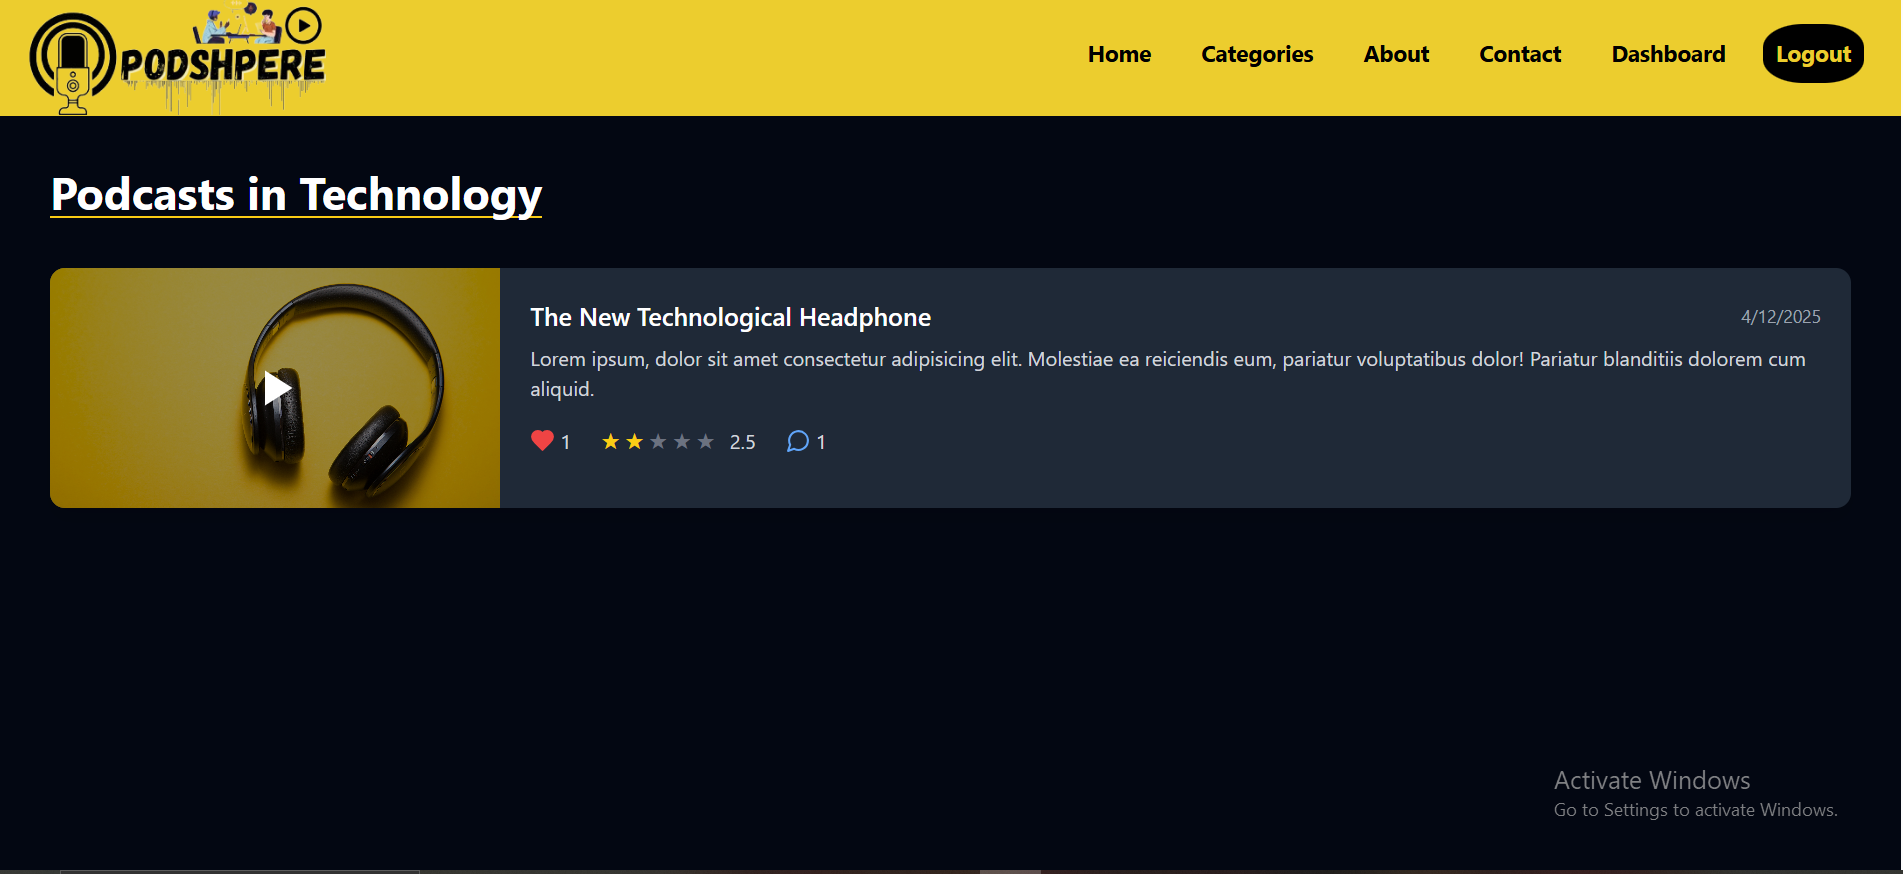 PODSHPERE
Home Categories About Contact Dashboard Logout
Podcasts in Technology
The New Technological Headphone 4/12/2025
Lorem ipsum, dolor sit amet consectetur adipisicing elit. Molestiae ea reiciendis eum, pariatur voluptatibus dolor! Pariatur blanditiis dolorem cum
aliquid.
1 2.5 1
Activate Windows
Go to Settings to activate Windows.